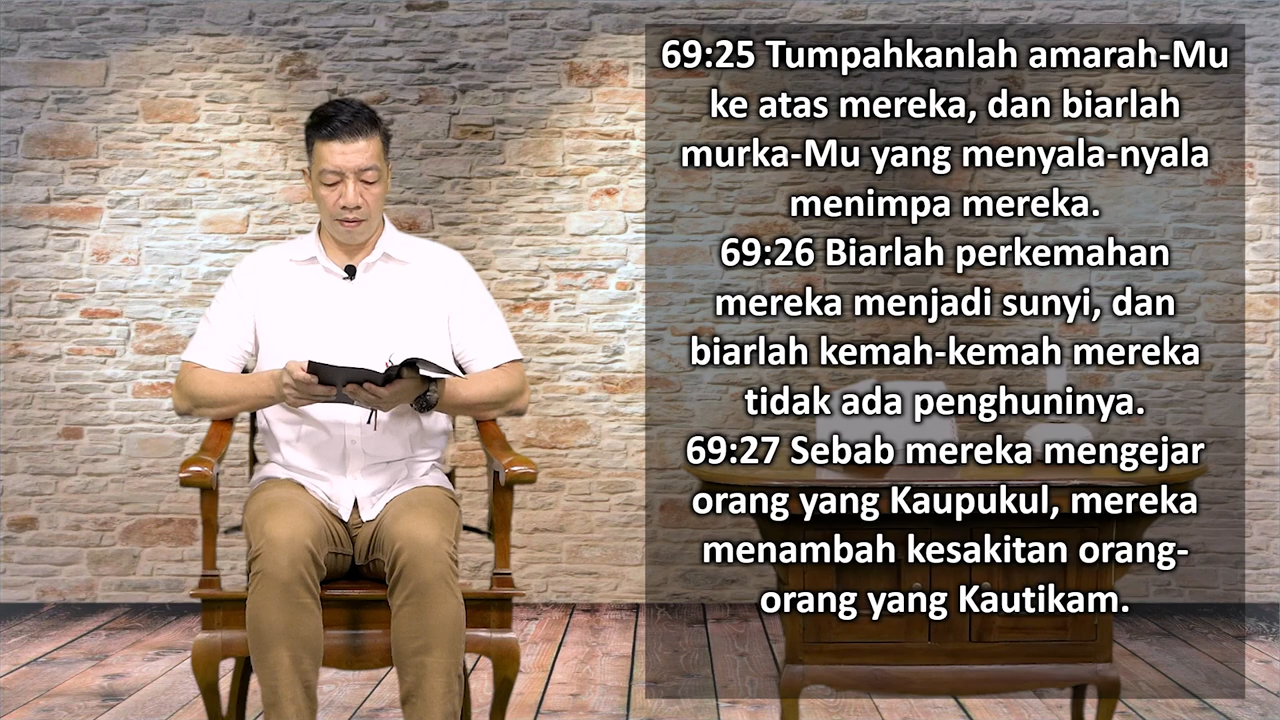 69:25 Tumpahkanlah amarah-Mu
ke atas mereka, dan biarlah
murka-Mu yang menyala-nyala
menimpa mereka.
69:26 Biarlah perkemahan
mereka menjadi sunyi, dan
biarlah kemah-kemah mereka
tidak ada penghuninya.
69:27 Sebab mereka mengejar
orang yang Kaupukul, mereka
menambah kesakitan orang-
orang yang Kautikam.